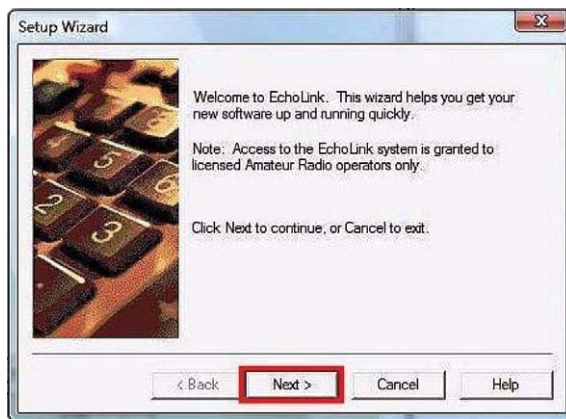 Setup Wizard
Welcome to EchoLink. This wizard helps you get your
new software up and running quickly.
Note: Access to the EchoLink system is granted to
licensed Amateur Radio operators only.
Click Next to continue, or Cancel to exit.
< Back Next > Cancel Help